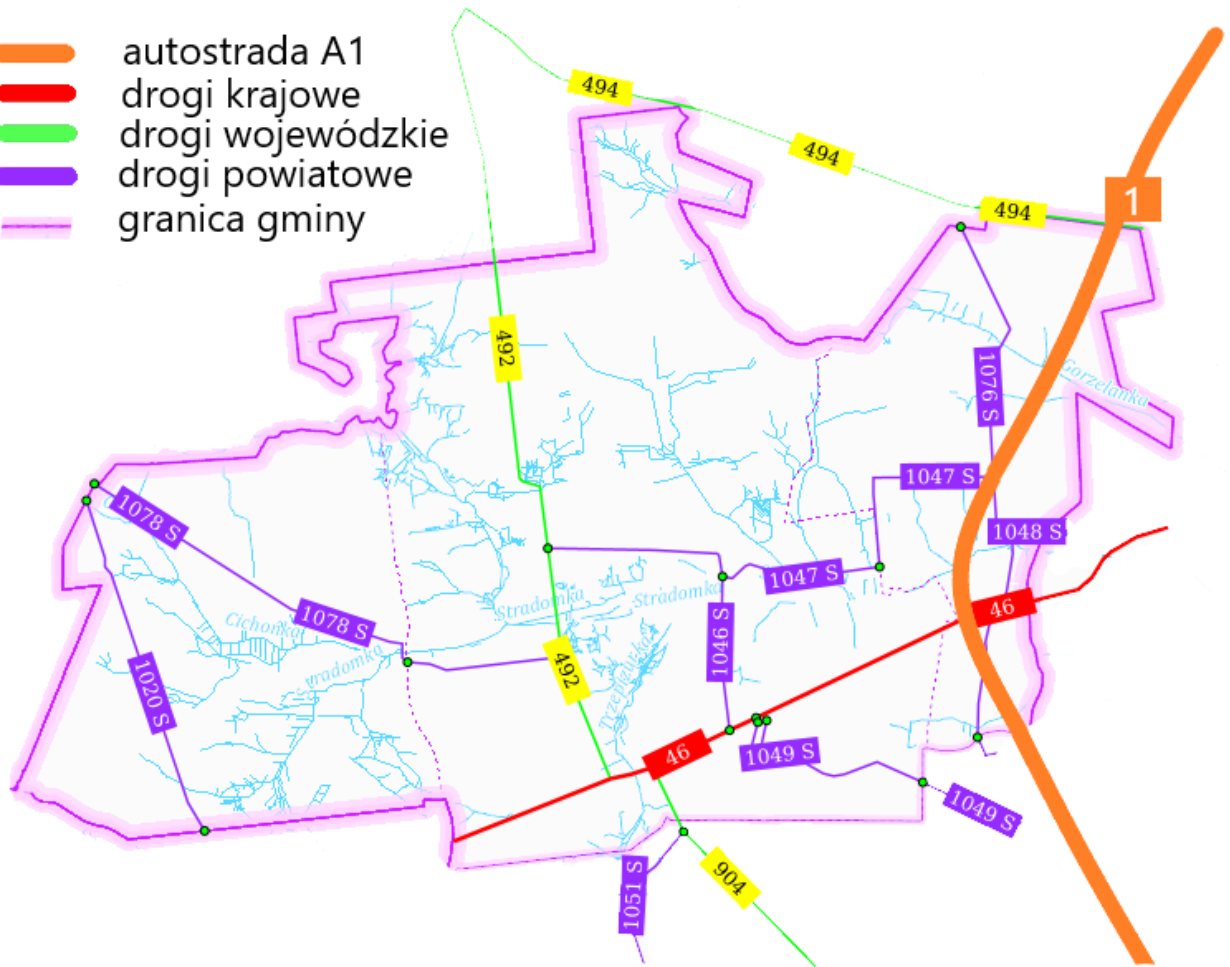 autostrada A1
drogi krajowe
drogi wojewódzkie
drogi powiatowe
granica gminy
494
494
494
1
492
1076 S
Gorzelanka
1047 S
1078 S
1048 S
1047 S
Stradomka
Stradomka
46
Cichonka
1078 S
1046 S
492
1020 S
46
1049 S
1049 S
904
1051 S